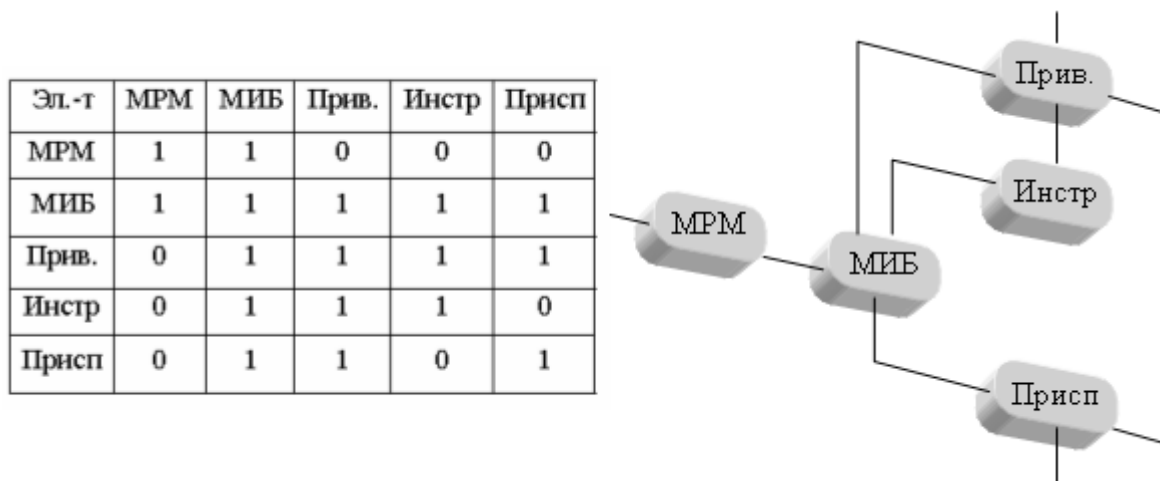 Эл.-т МРМ МИБ Прив. Инстр Присп
МРМ 1 1 0 0 0
МИБ 1 1 1 1 1
Прив. 0 1 1 1 1
Инстр 0 1 1 1 0
Присп 0 1 1 0 1
Прив.
Инстр
МРМ
МИБ
Присп